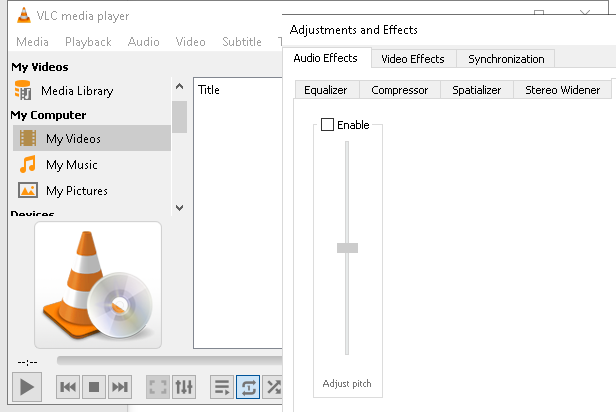 VLC media player
Media Playback Audio Video Subtitle
My Videos
Media Library
My Computer
My Videos
My Music
My Pictures
Devices
Title
--:--
Adjustments and Effects
Audio Effects Video Effects Synchronization
Equalizer Compressor Spatializer Stereo Widener
Enable
Adjust pitch